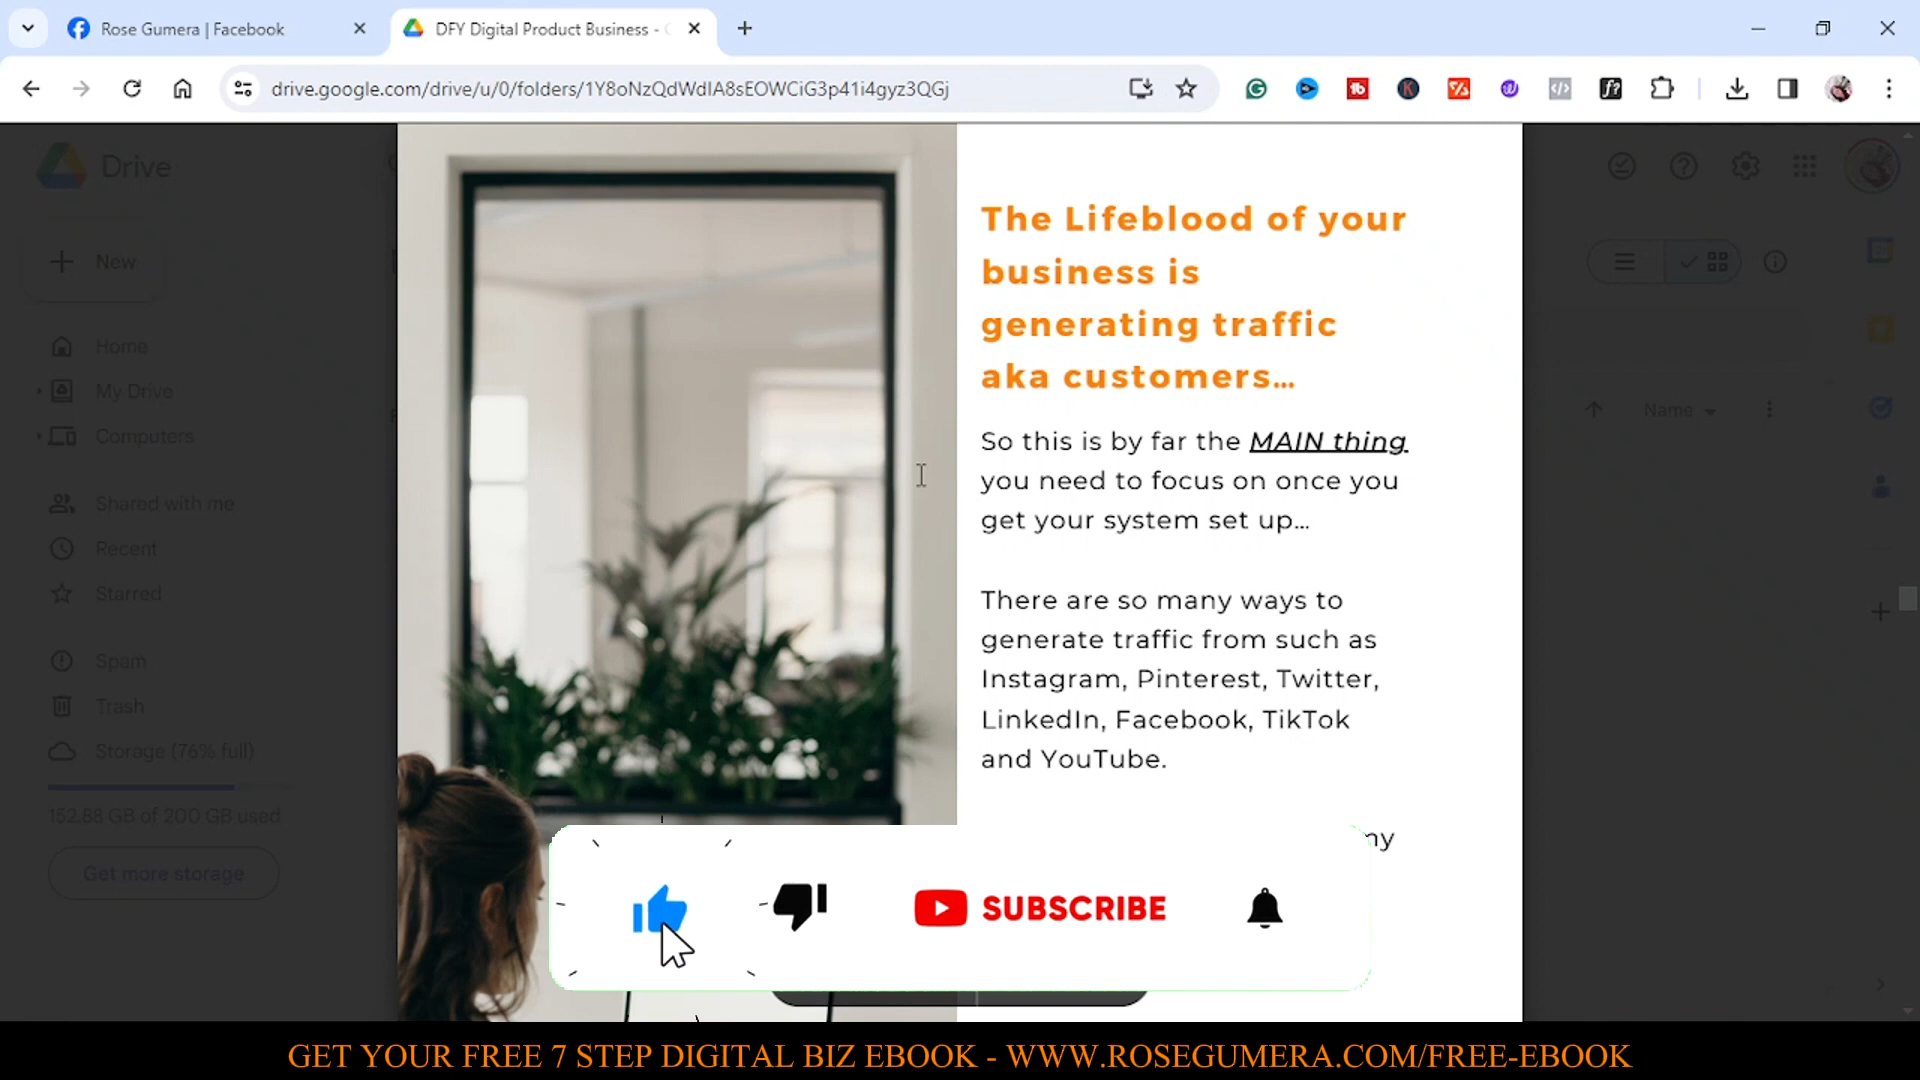 Rose Gumera | Facebook
DFY Digital Product Business -
drive.google.com/drive/u/0/folders/1Y8oNzQdWdIA8sEOWCiG3p41i4gyz3QGj
Drive
New
Home
My Drive
Computers
Shared with me
Recent
Starred
Spam
Trash
Storage (76% full)
152.88 GB of 200 GB used
Get more storage
Name
The Lifeblood of your
business is
generating traffic
aka customers...
So this is by far the MAIN thing
you need to focus on once you
get your system set up...
There are so many ways to
generate traffic from such as
Instagram, Pinterest, Twitter,
LinkedIn, Facebook, TikTok
and YouTube.
SUBSCRIBE
GET YOUR FREE 7 STEP DIGITAL BIZ EBOOK - WWW.ROSEGUMERA.COM/FREE-EBOOK